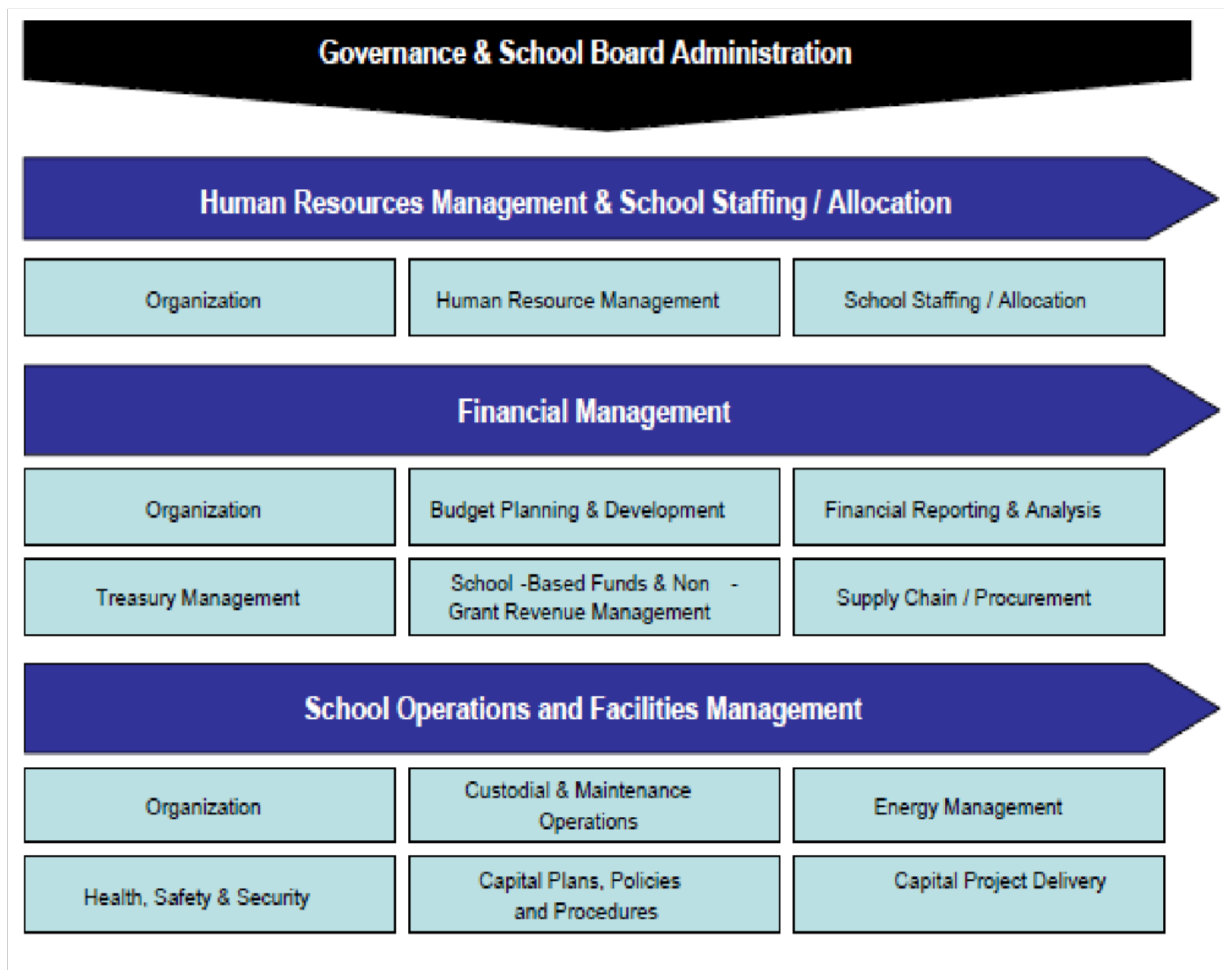 Governance & School Board Administration
Human Resources Management & School Staffing / Allocation
Organization
Human Resource Management
School Staffing / Allocation
Financial Management
Organization
Budget Planning & Development
Financial Reporting & Analysis
Treasury Management
School -Based Funds & Non -
Grant Revenue Management
Supply Chain / Procurement
School Operations and Facilities Management
Organization
Custodial & Maintenance
Operations
Energy Management
Health, Safety & Security
Capital Plans, Policies
and Procedures
Capital Project Delivery